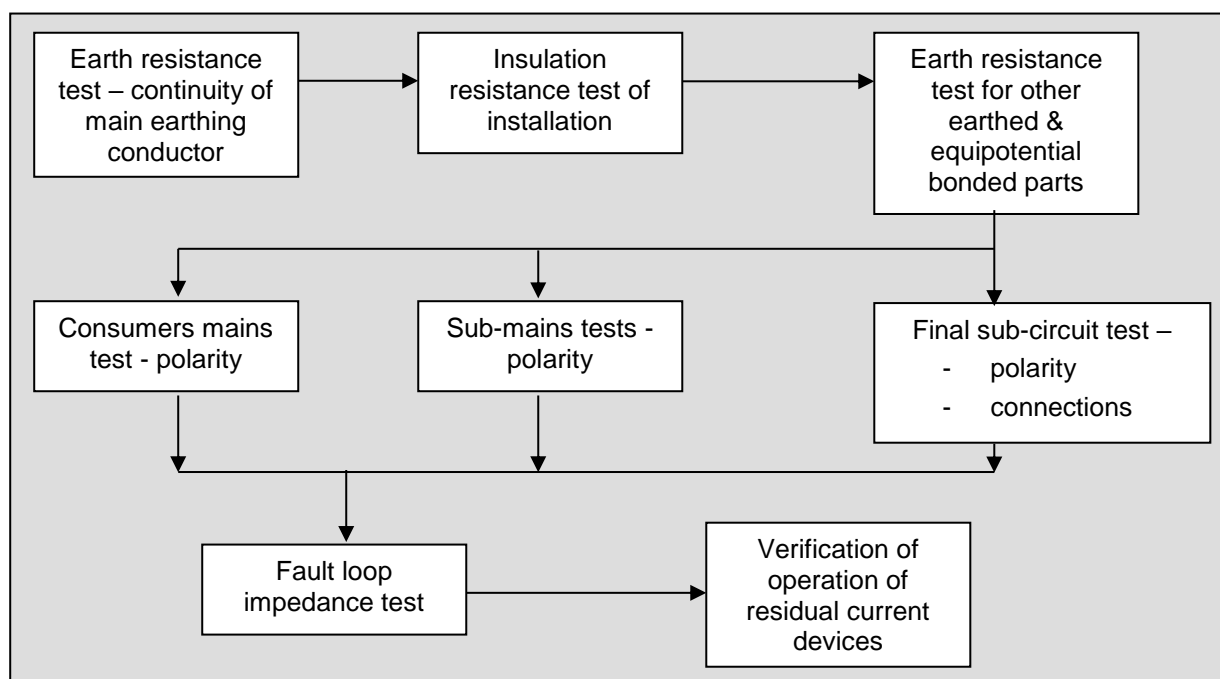 Earth resistance
test – continuity of
main earthing
conductor
Insulation
resistance test of
installation
Earth resistance
test for other
earthed &
equipotential
bonded parts
Consumers mains
test - polarity
Sub-mains tests -
polarity
Final sub-circuit test –
- polarity
- connections
Fault loop
impedance test
Verification of
operation of
residual current
devices